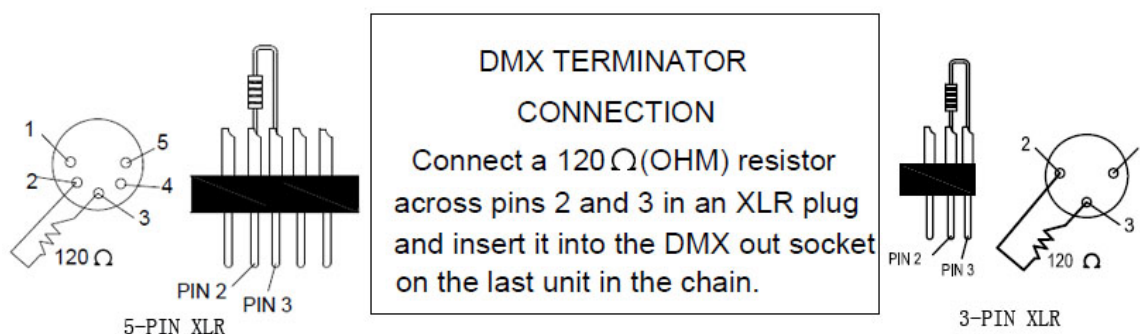 1
5
2
4
3
120 Ω
PIN 2
PIN 3
5-PIN XLR
DMX TERMINATOR
CONNECTION
Connect a 120Ω(OHM) resistor
across pins 2 and 3 in an XLR plug
and insert it into the DMX out socket
on the last unit in the chain.
2
3
PIN 2
PIN 3
120 Ω
3-PIN XLR